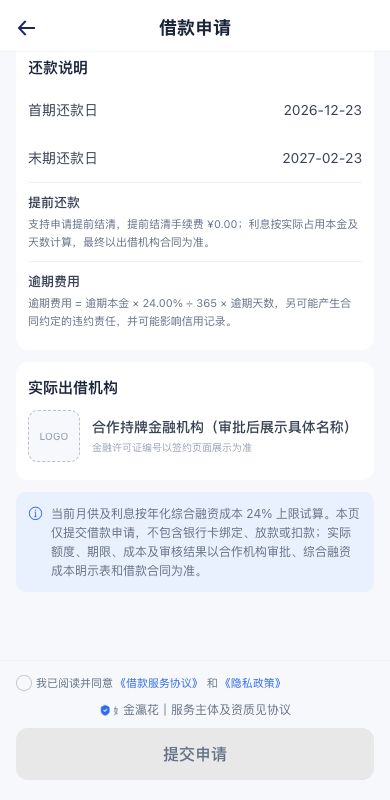 借款申请
还款说明
首期还款日 2026-12-23
末期还款日 2027-02-23
提前还款
支持申请提前结清，提前结清手续费 ¥0.00；利息按实际占用本金及
天数计算，最终以出借机构合同为准。
逾期费用
逾期费用 = 逾期本金 × 24.00% ÷ 365 × 逾期天数，另可能产生合
同约定的违约责任，并可能影响信用记录。
实际出借机构
LOGO
合作持牌金融机构（审批后展示具体名称）
金融许可证编号以签约页面展示为准
当前月供及利息按年化综合融资成本 24% 上限试算。本页
仅提交借款申请，不包含银行卡绑定、放款或扣款；实际
额度、期限、成本及审核结果以合作机构审批、综合融资
成本明示表和借款合同为准。
我已阅读并同意《借款服务协议》和《隐私政策》
金瀛花｜服务主体及资质见协议
提交申请